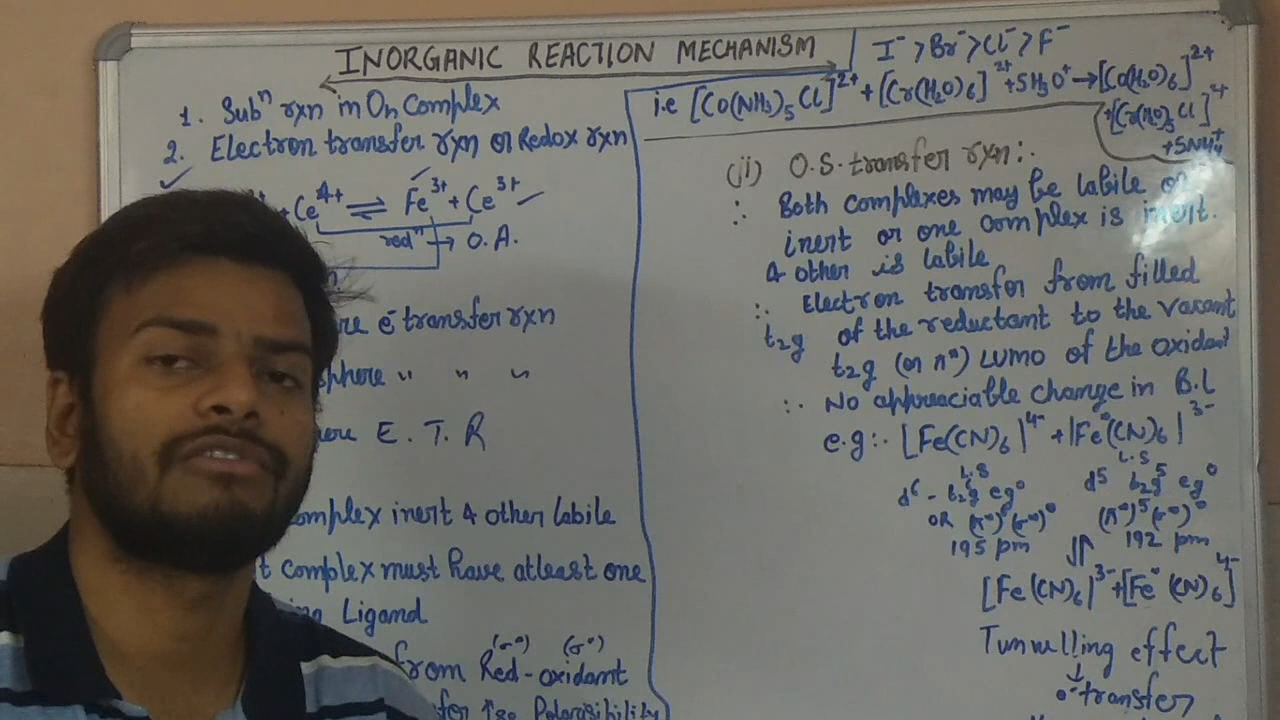 INORGANIC REACTION MECHANISM
1. Subⁿ rxn in Oh Complex
2. Electron transfer rxn or Redox rxn
+ Ce⁴⁺ ⇌ Fe³⁺ + Ce³⁺
redⁿ → O.A.
e⁻ transfer rxn
sphere " " "
E. T. R
complex inert & other labile
complex must have atleast one
Ligand
(σ*) (σ*)
from Red - oxidant
Polarisibility
I⁻ > Br⁻ > Cl⁻ > F⁻
i.e [Co(NH₃)₅Cl]²⁺ + [Cr(H₂O)₆]²⁺ + 5H₃O⁺ → [Co(H₂O)₆]²⁺
+ [Cr(H₂O)₅Cl]²⁺
+ 5NH₄⁺
(ii) O.S. transfer rxn:.
∴ Both complexes may be labile or
inert or one complex is inert.
& other is labile
∴ Electron transfer from filled
t₂g of the reductant to the vacant
t₂g (or π*) LUMO of the oxidant
∴ No appreaciable change in B.L
e.g:. [Fe(CN)₆]⁴⁻ + [Fe*(CN)₆]³⁻
L.S L.S
d⁶ - t₂g⁶ eg⁰ d⁵ t₂g⁵ eg⁰
OR (π*)⁶(σ*)⁰ (π*)⁵(σ*)⁰
195 pm ⇌ 192 pm
[Fe(CN)₆]³⁻ + [Fe*(CN)₆]⁴⁻
Tunnelling effect
↓
e⁻ transfer